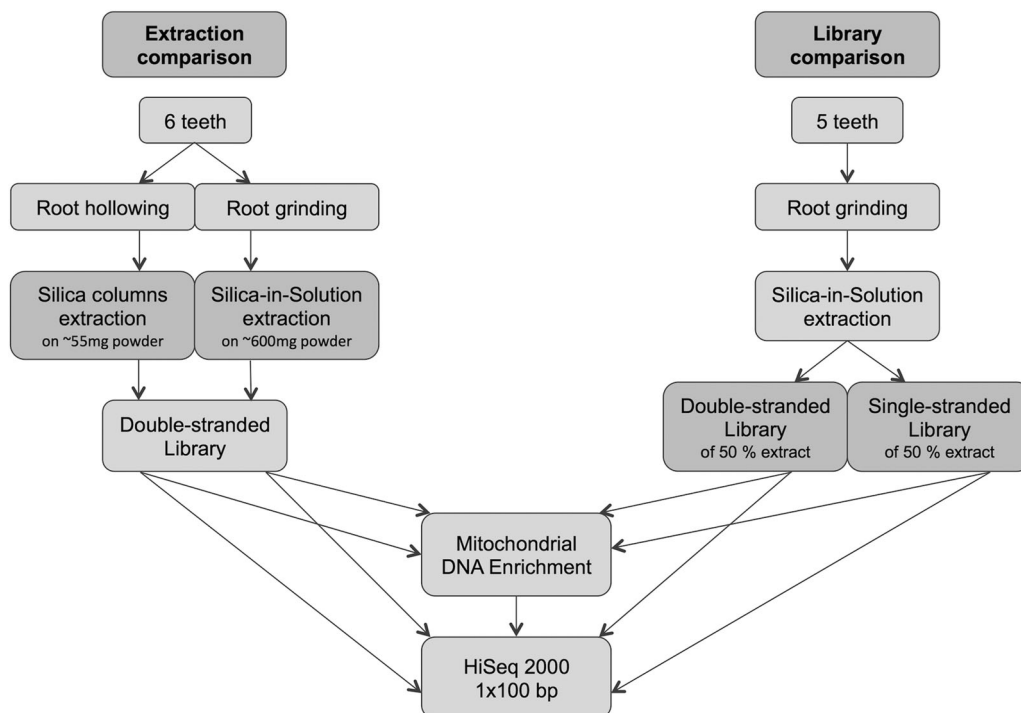 Extraction
comparison
6 teeth
Root hollowing
Root grinding
Silica columns
extraction
on ~55mg powder
Silica-in-Solution
extraction
on ~600mg powder
Double-stranded
Library
Library
comparison
5 teeth
Root grinding
Silica-in-Solution
extraction
Double-stranded
Library
of 50 % extract
Single-stranded
Library
of 50 % extract
Mitochondrial
DNA Enrichment
HiSeq 2000
1x100 bp